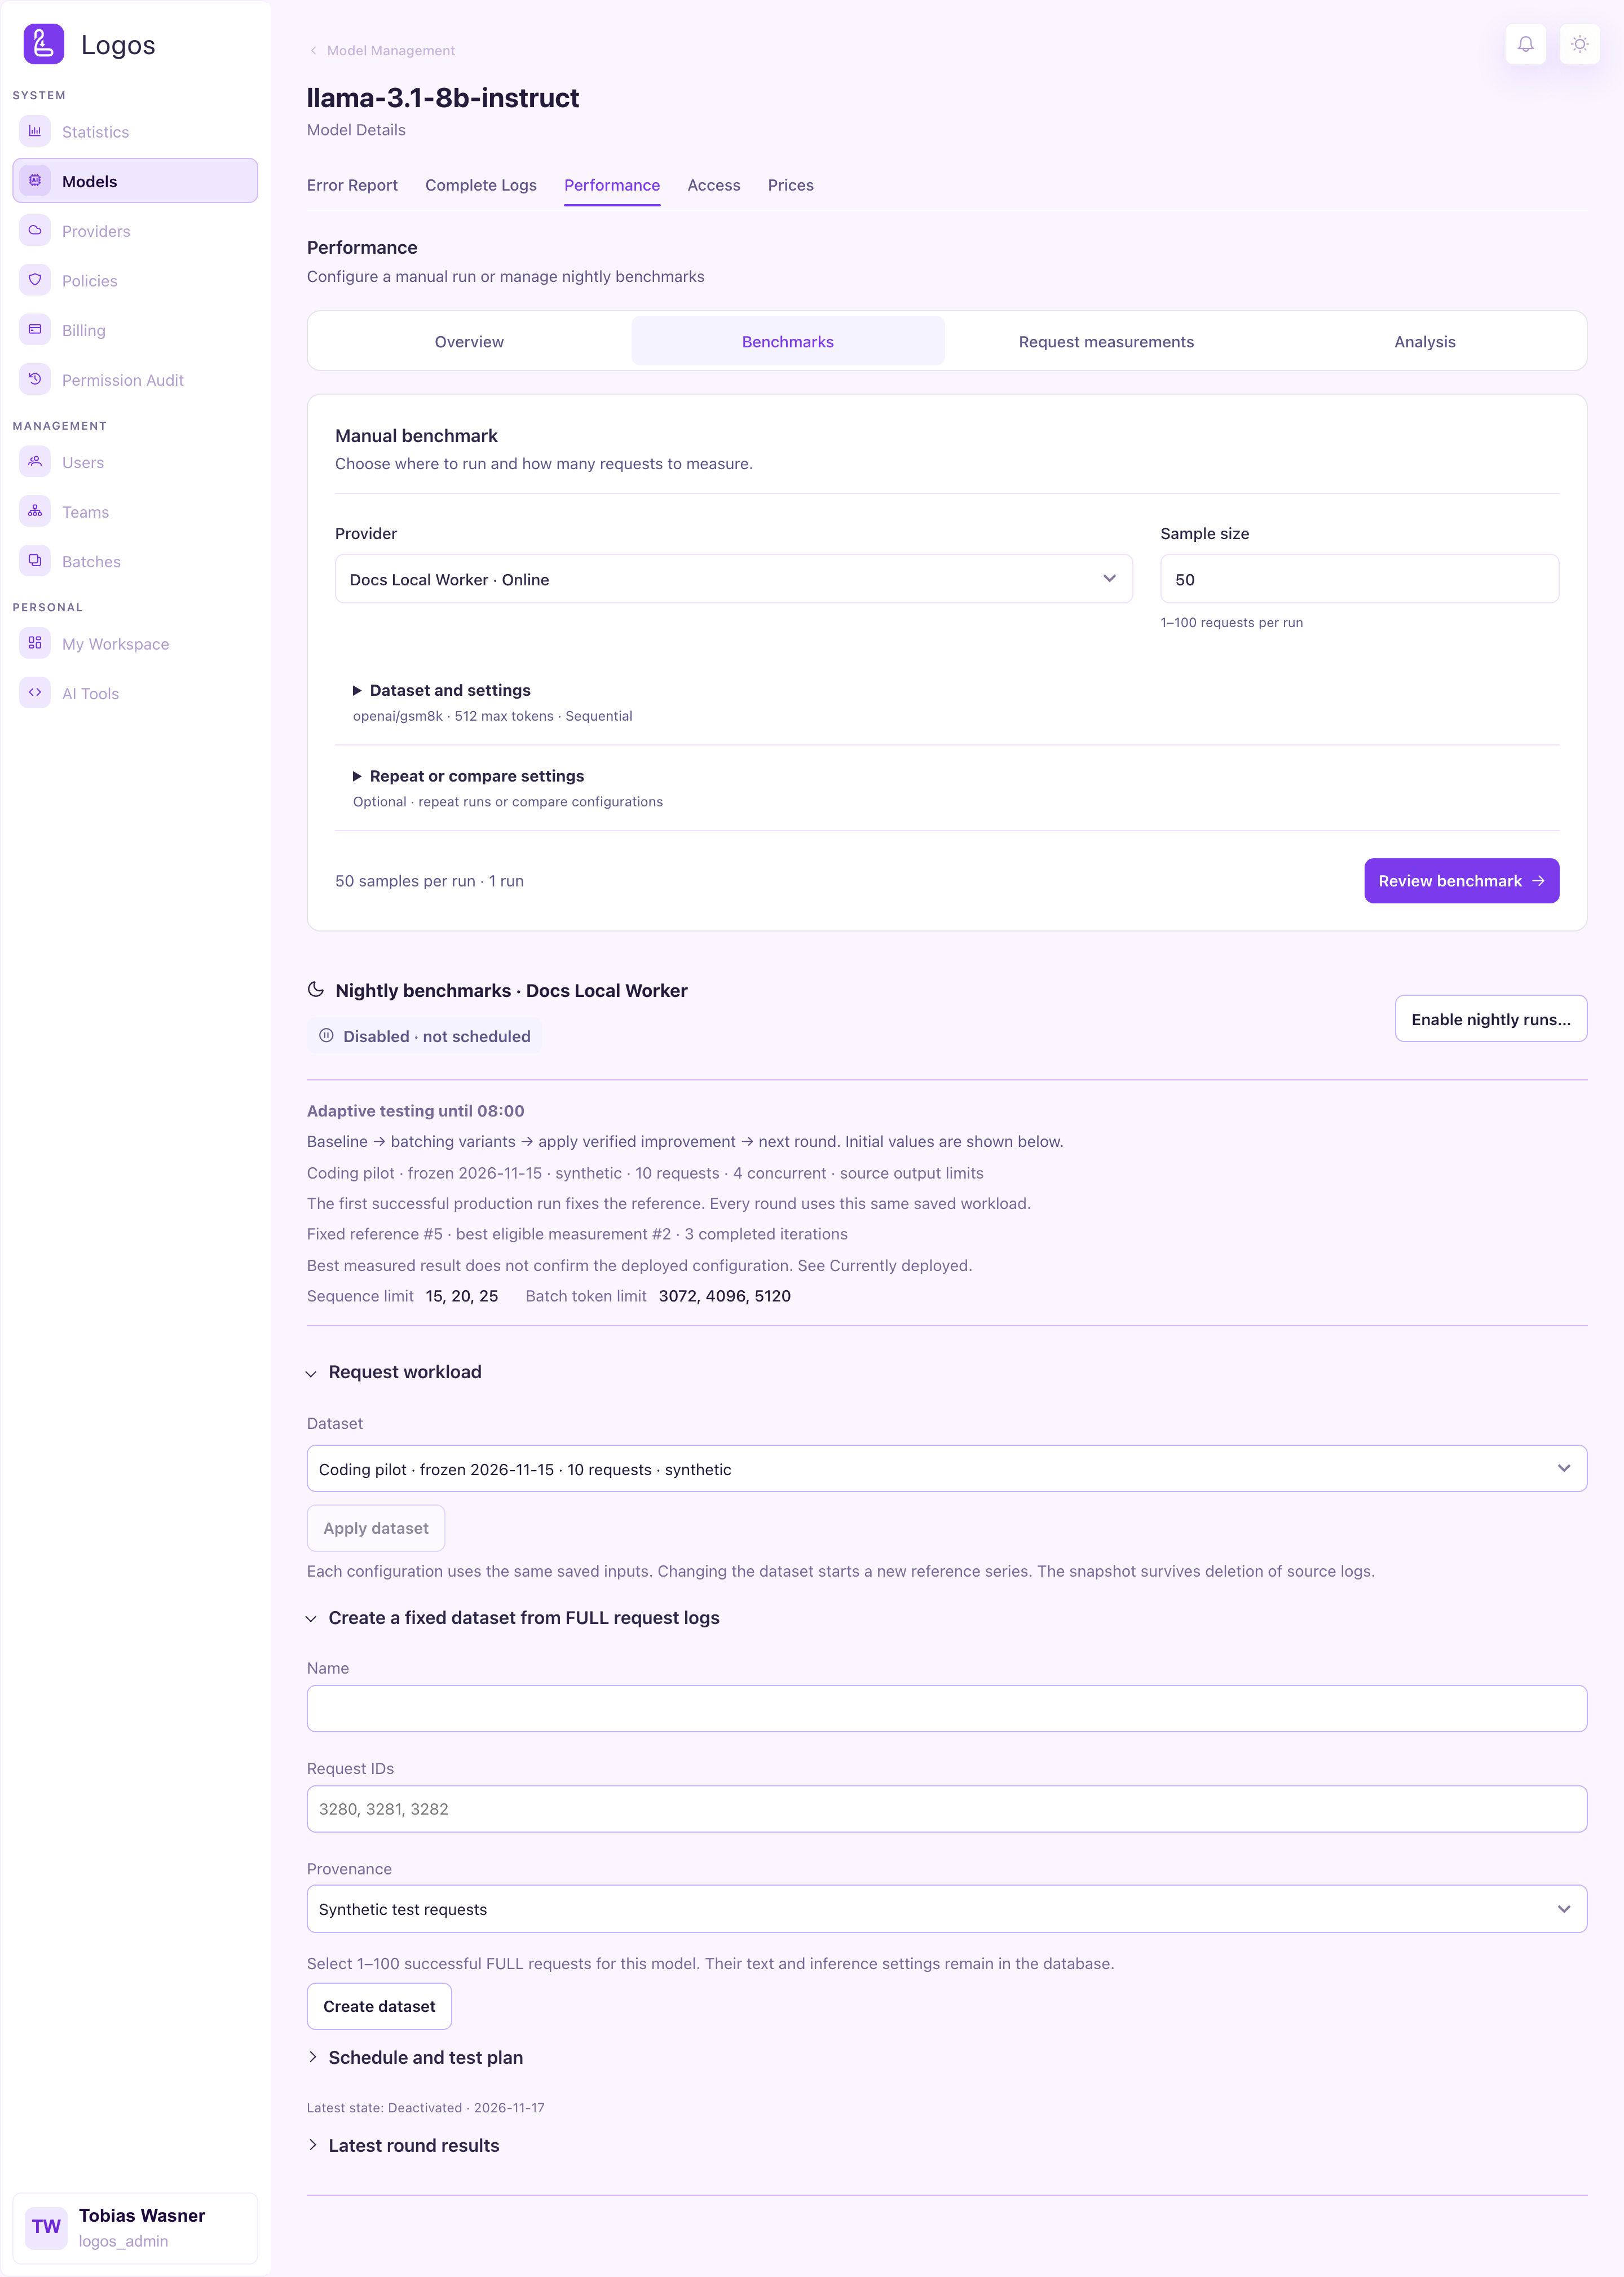 Logos
SYSTEM
Statistics
Models
Providers
Policies
Billing
Permission Audit
MANAGEMENT
Users
Teams
Batches
PERSONAL
My Workspace
AI Tools
TW
Tobias Wasner
logos_admin
Model Management
llama-3.1-8b-instruct
Model Details
Error Report
Complete Logs
Performance
Access
Prices
Performance
Configure a manual run or manage nightly benchmarks
Overview
Benchmarks
Request measurements
Analysis
Manual benchmark
Choose where to run and how many requests to measure.
Provider
Docs Local Worker · Online
Sample size
50
1–100 requests per run
Dataset and settings
openai/gsm8k · 512 max tokens · Sequential
Repeat or compare settings
Optional · repeat runs or compare configurations
50 samples per run · 1 run
Review benchmark →
Nightly benchmarks · Docs Local Worker
Disabled · not scheduled
Enable nightly runs...
Adaptive testing until 08:00
Baseline → batching variants → apply verified improvement → next round. Initial values are shown below.
Coding pilot · frozen 2026-11-15 · synthetic · 10 requests · 4 concurrent · source output limits
The first successful production run fixes the reference. Every round uses this same saved workload.
Fixed reference #5 · best eligible measurement #2 · 3 completed iterations
Best measured result does not confirm the deployed configuration. See Currently deployed.
Sequence limit 15, 20, 25 Batch token limit 3072, 4096, 5120
Request workload
Dataset
Coding pilot · frozen 2026-11-15 · 10 requests · synthetic
Apply dataset
Each configuration uses the same saved inputs. Changing the dataset starts a new reference series. The snapshot survives deletion of source logs.
Create a fixed dataset from FULL request logs
Name
Request IDs
3280, 3281, 3282
Provenance
Synthetic test requests
Select 1–100 successful FULL requests for this model. Their text and inference settings remain in the database.
Create dataset
Schedule and test plan
Latest state: Deactivated · 2026-11-17
Latest round results